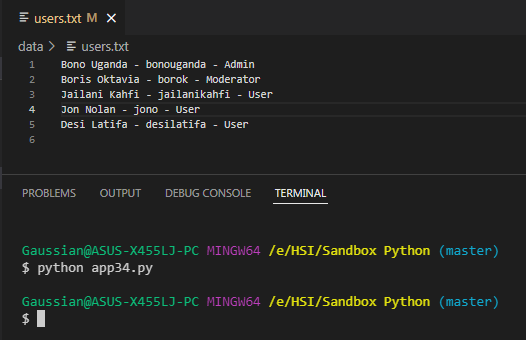 users.txt M ×
data > users.txt
1 Bono Uganda - bonouganda - Admin
2 Boris Oktavia - borok - Moderator
3 Jailani Kahfi - jailanikahfi - User
4 Jon Nolan - jono - User
5 Desi Latifa - desilatifa - User
6
PROBLEMS OUTPUT DEBUG CONSOLE TERMINAL
Gaussian@ASUS-X455LJ-PC MINGW64 /e/HSI/Sandbox Python (master)
$ python app34.py
Gaussian@ASUS-X455LJ-PC MINGW64 /e/HSI/Sandbox Python (master)
$